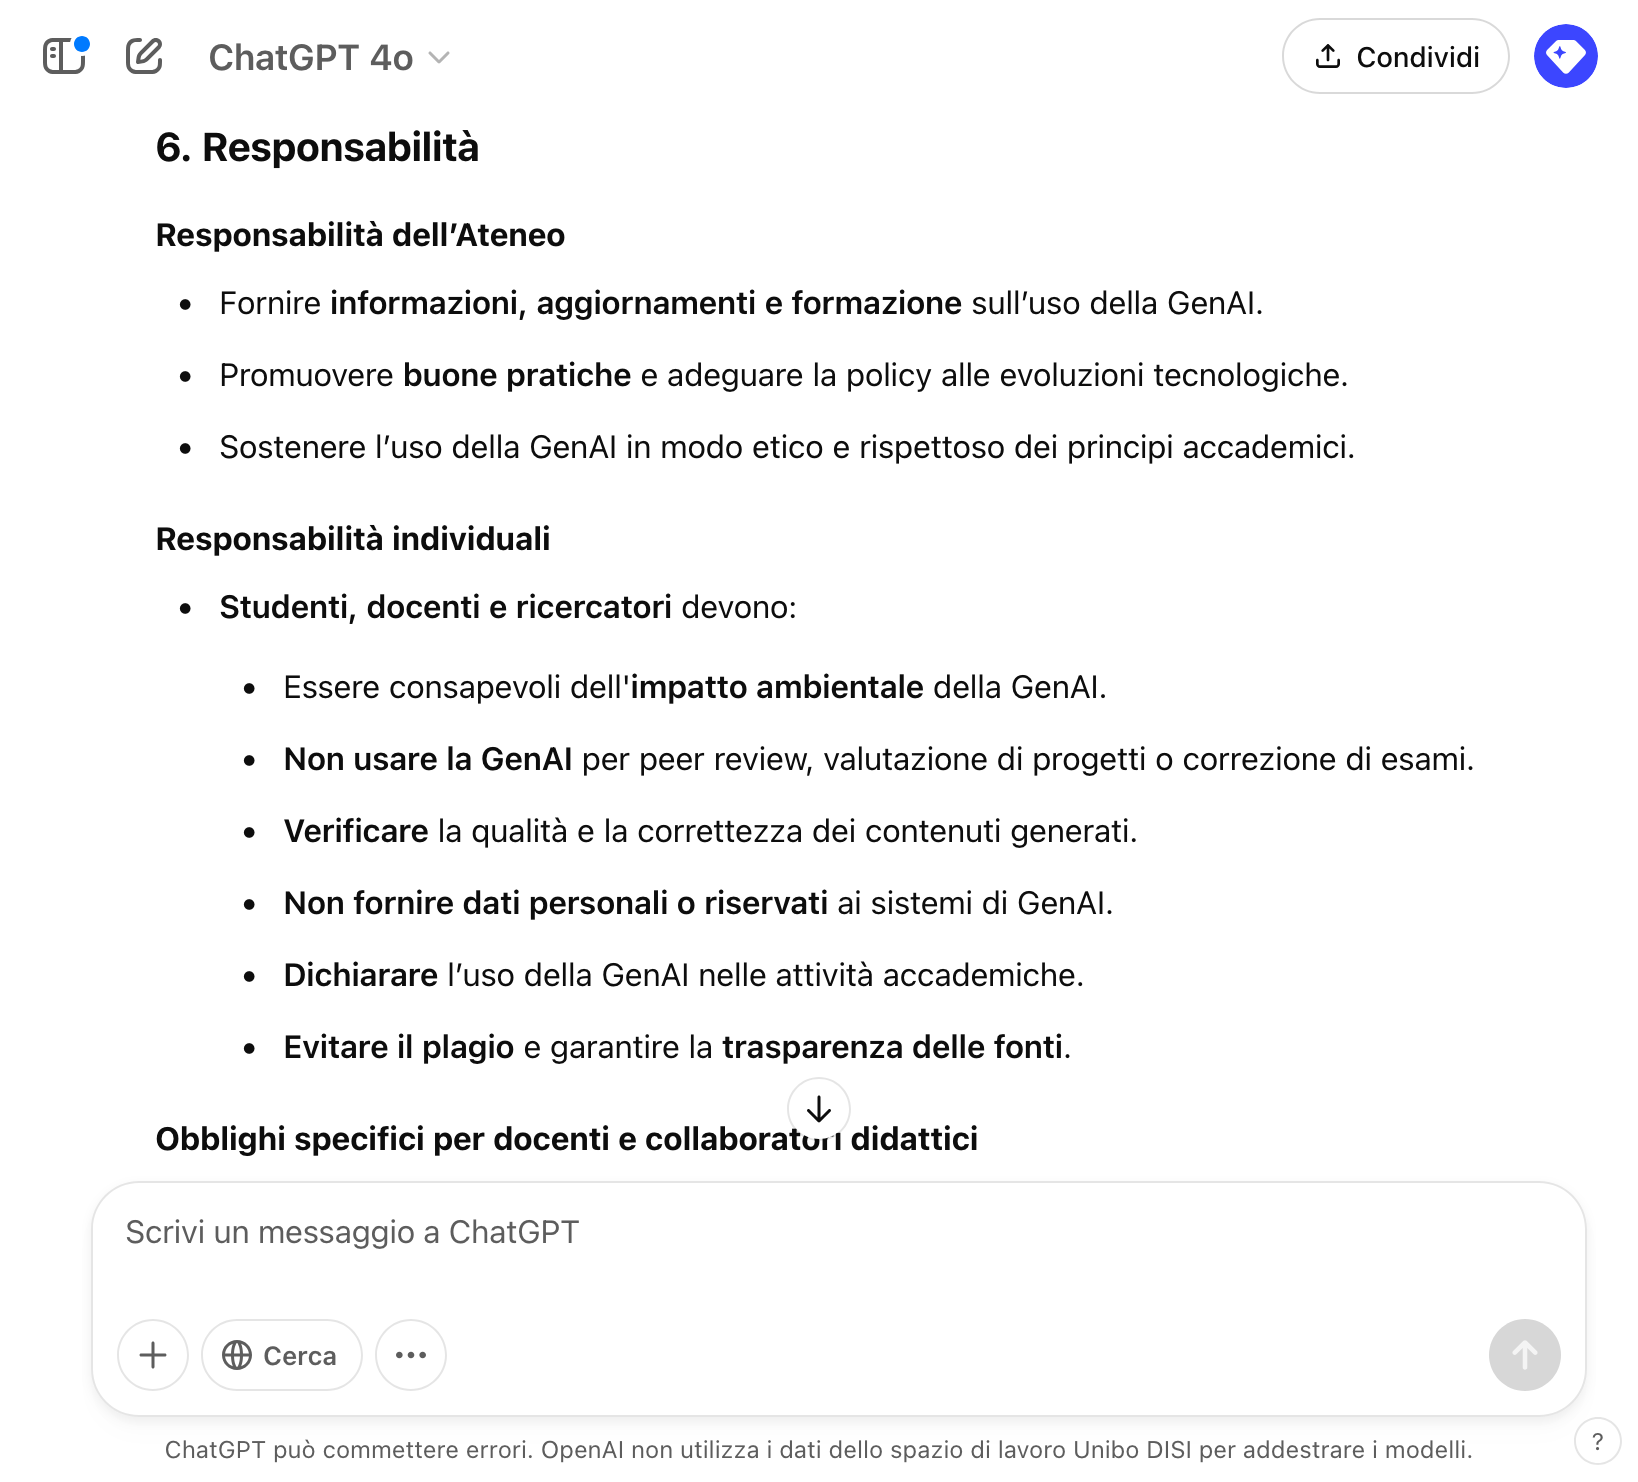 ChatGPT 4o
Condividi
6. Responsabilità
Responsabilità dell’Ateneo
• Fornire informazioni, aggiornamenti e formazione sull’uso della GenAI.
• Promuovere buone pratiche e adeguare la policy alle evoluzioni tecnologiche.
• Sostenere l’uso della GenAI in modo etico e rispettoso dei principi accademici.
Responsabilità individuali
• Studenti, docenti e ricercatori devono:
• Essere consapevoli dell'impatto ambientale della GenAI.
• Non usare la GenAI per peer review, valutazione di progetti o correzione di esami.
• Verificare la qualità e la correttezza dei contenuti generati.
• Non fornire dati personali o riservati ai sistemi di GenAI.
• Dichiarare l’uso della GenAI nelle attività accademiche.
• Evitare il plagio e garantire la trasparenza delle fonti.
Obblighi specifici per docenti e collaboratori didattici
Scrivi un messaggio a ChatGPT
Cerca
ChatGPT può commettere errori. OpenAI non utilizza i dati dello spazio di lavoro Unibo DISI per addestrare i modelli.
?